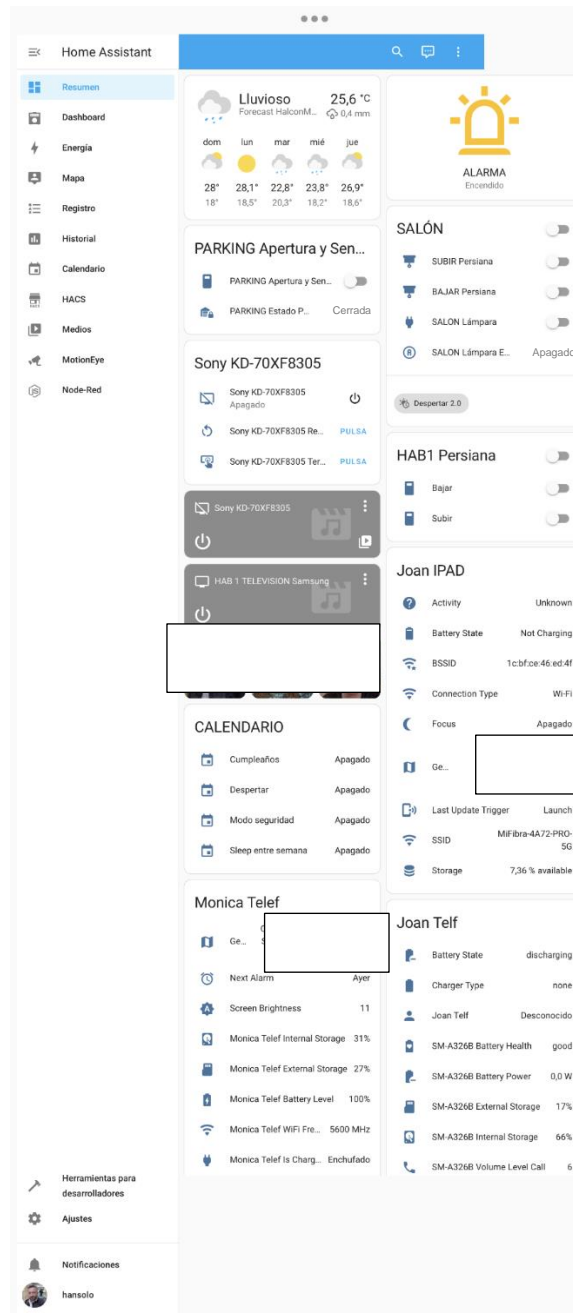 Home Assistant
Resumen
Dashboard
Energía
Mapa
Registro
Historial
Calendario
HACS
Medios
MotionEye
Node-Red
Herramientas para
desarrolladores
Ajustes
Notificaciones
hansolo
Lluvioso 25,6 °C
Forecast HalconM... 0,4 mm
dom lun mar mié jue
28° 28,1° 22,8° 23,8° 26,9°
18° 18,5° 20,3° 18,2° 18,6°
PARKING Apertura y Sen...
PARKING Apertura y Sen...
PARKING Estado P... Cerrada
Sony KD-70XF8305
Sony KD-70XF8305
Apagado
Sony KD-70XF8305 Re... PULSA
Sony KD-70XF8305 Ter... PULSA
Sony KD-70XF8305
HAB 1 TELEVISION Samsung
CALENDARIO
Cumpleaños Apagado
Despertar Apagado
Modo seguridad Apagado
Sleep entre semana Apagado
Monica Telef
Ge...
Next Alarm Ayer
Screen Brightness 11
Monica Telef Internal Storage 31%
Monica Telef External Storage 27%
Monica Telef Battery Level 100%
Monica Telef WiFi Fre... 5600 MHz
Monica Telef Is Charg... Enchufado
ALARMA
Encendido
SALÓN
SUBIR Persiana
BAJAR Persiana
SALON Lámpara
SALON Lámpara E... Apagado
Despertar 2.0
HAB1 Persiana
Bajar
Subir
Joan IPAD
Activity Unknown
Battery State Not Charging
BSSID 1c:bf:ce:46:ed:4f
Connection Type Wi-Fi
Focus Apagado
Ge...
Last Update Trigger Launch
SSID MiFibra-4A72-PRO-
5G
Storage 7,36 % available
Joan Telf
Battery State discharging
Charger Type none
Joan Telf Desconocido
SM-A326B Battery Health good
SM-A326B Battery Power 0,0 W
SM-A326B External Storage 17%
SM-A326B Internal Storage 66%
SM-A326B Volume Level Call 6